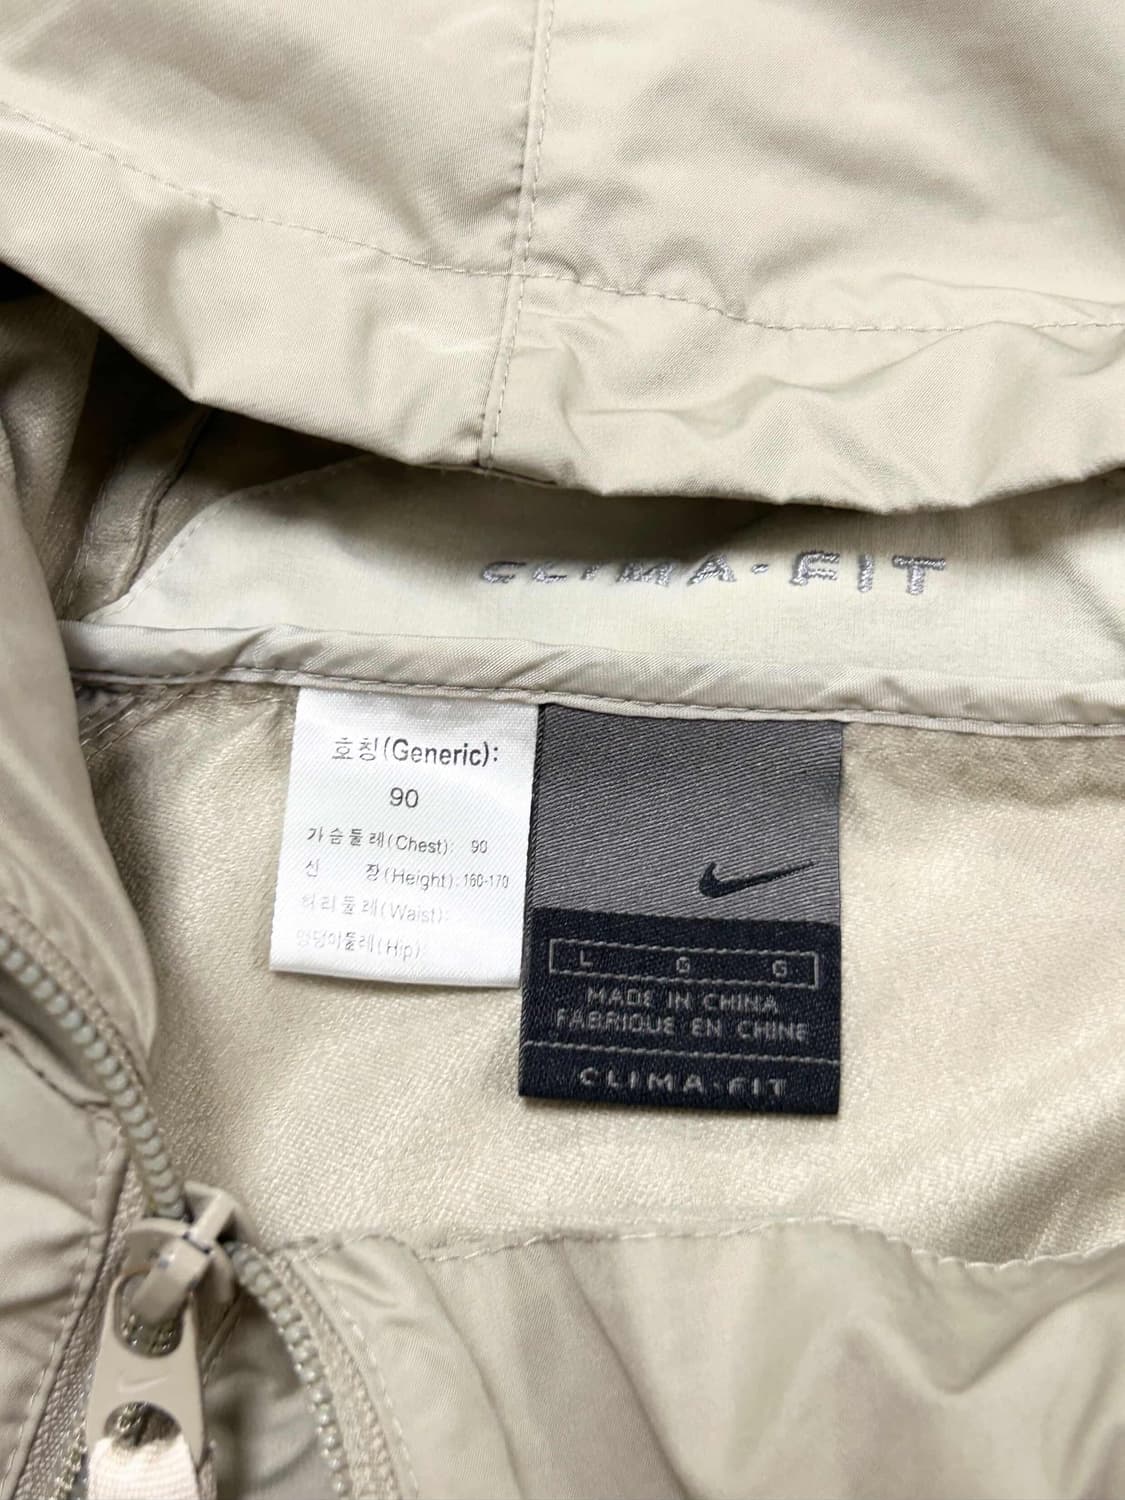 CLIMA-FIT
호칭(Generic):
90
가슴둘레(Chest): 90
신 장(Height): 160-170
허리둘레(Waist):
엉덩이둘레(Hip)
L G G
MADE IN CHINA
FABRIQUE EN CHINE
CLIMA-FIT